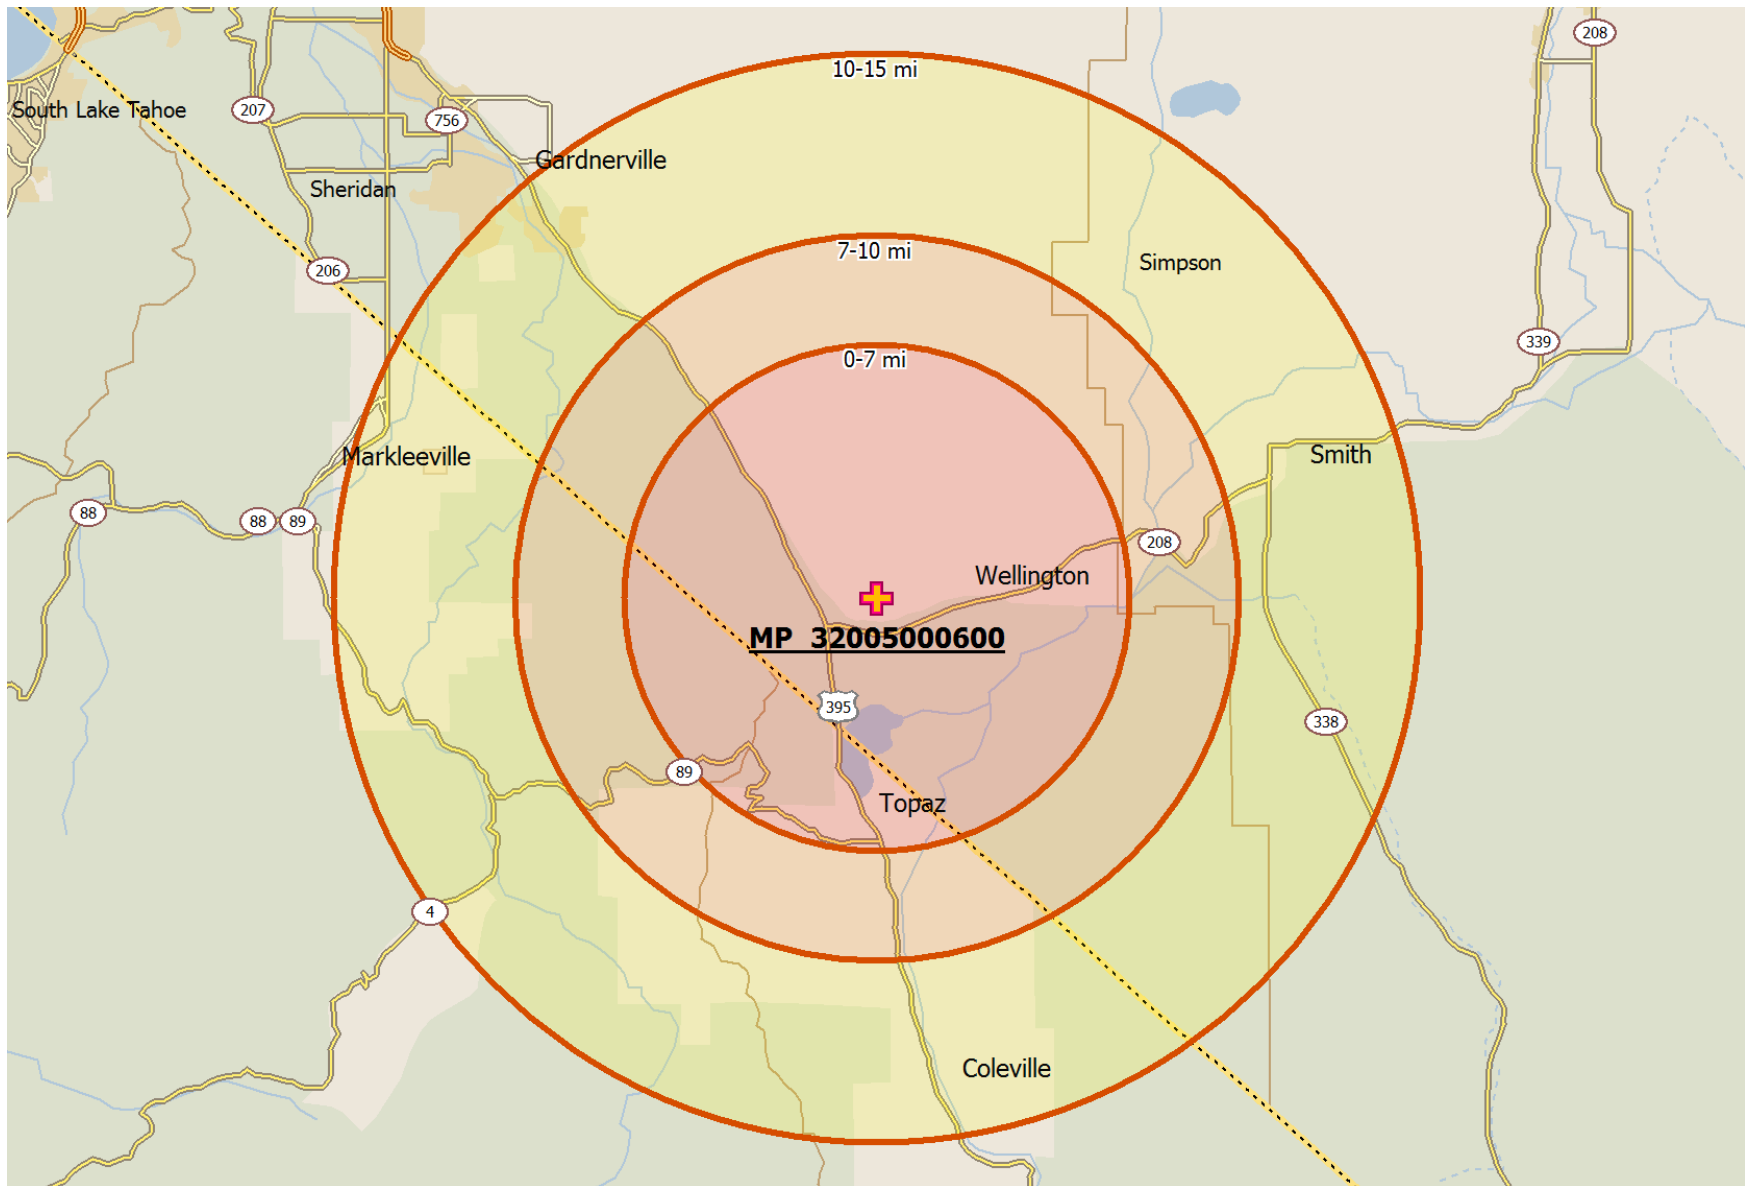 208
10-15 mi
South Lake Tahoe
207
756
Gardnerville
Sheridan
7-10 mi
Simpson
206
339
0-7 mi
Markleeville
Smith
88
88
89
208
Wellington
MP 32005000600
395
338
89
Topaz
4
Coleville